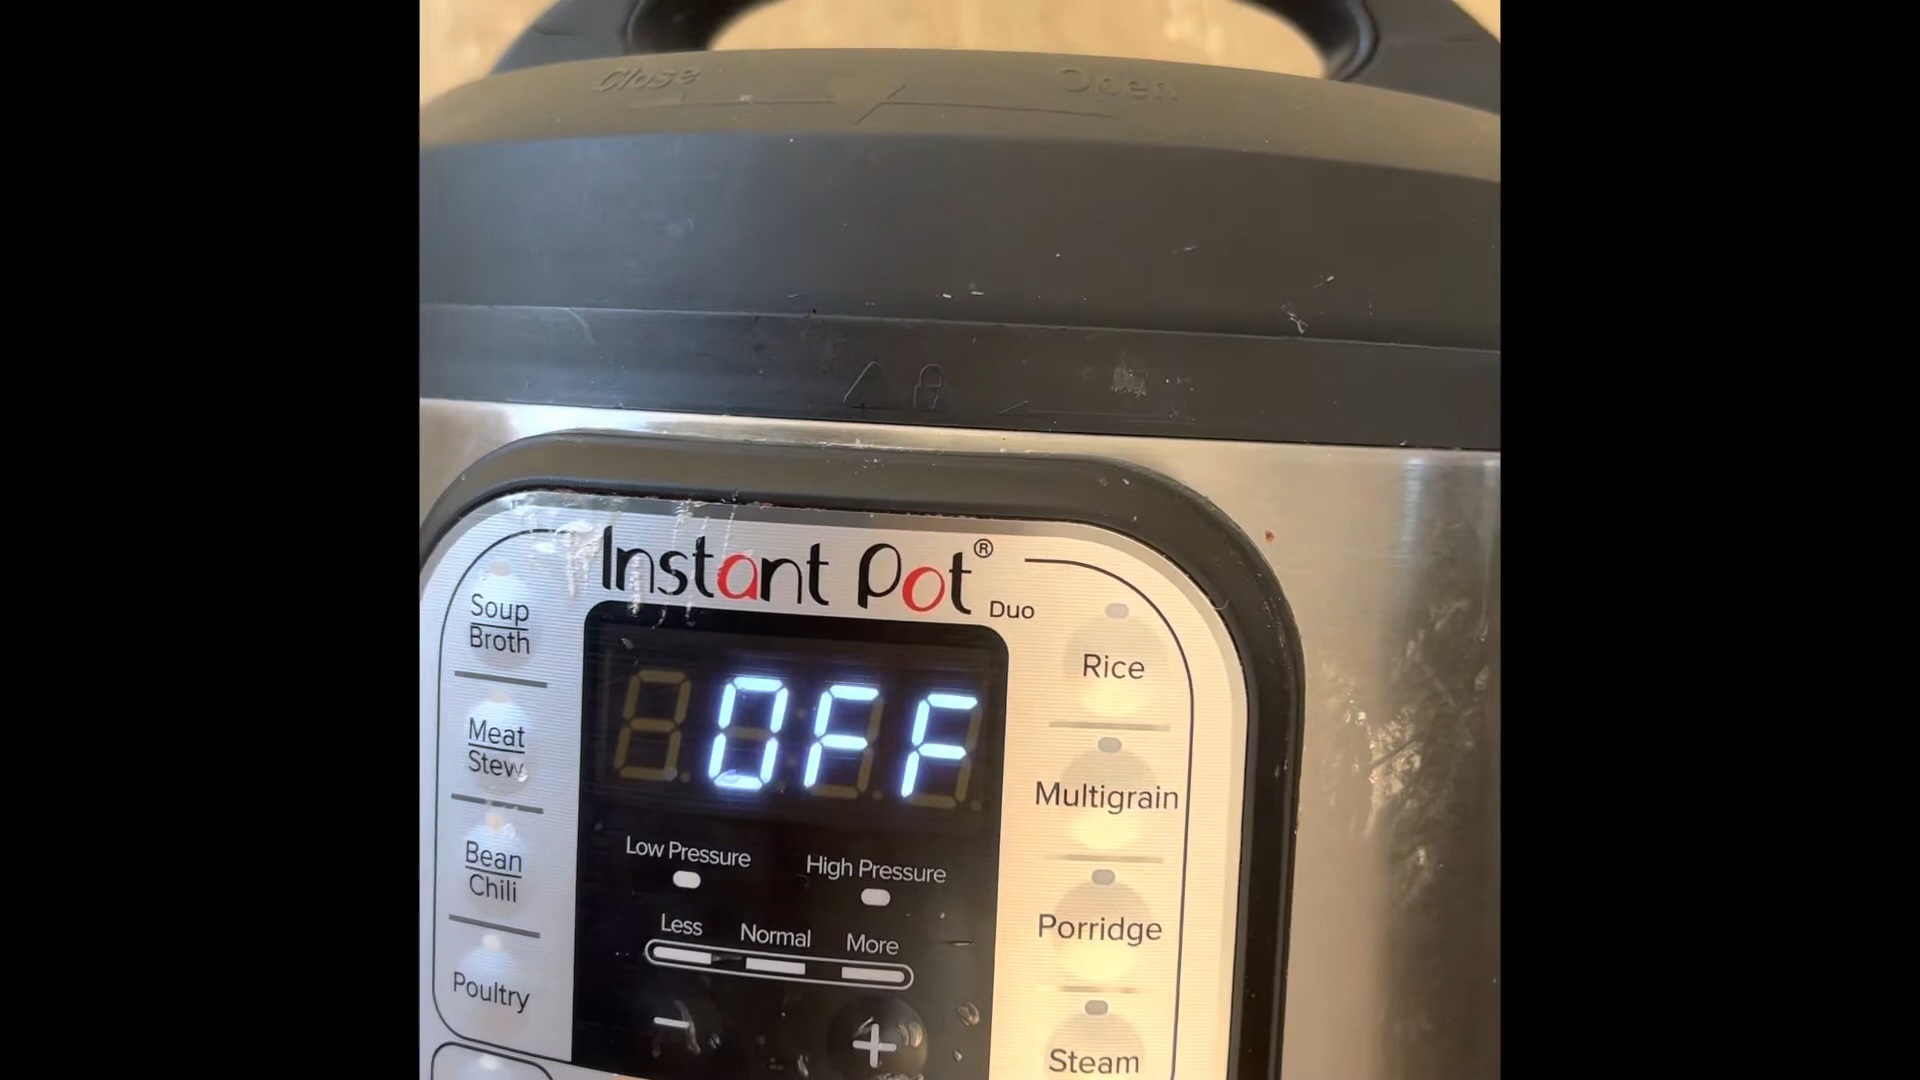 Close
Open
Instant Pot®
Duo
Soup
Broth
Meat
Stew
Bean
Chili
Poultry
OFF
Low Pressure
High Pressure
Less
Normal
More
-
+
Rice
Multigrain
Porridge
Steam